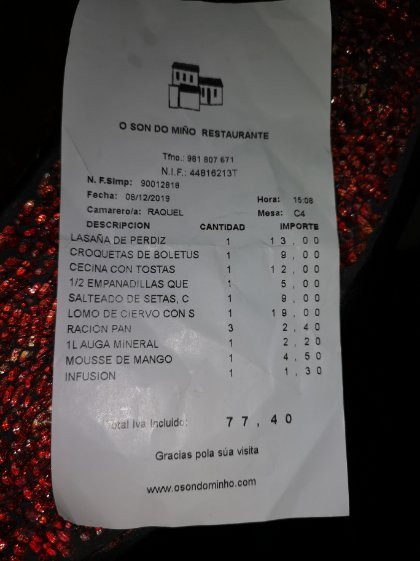 O SON DO MIÑO RESTAURANTE
Tfno.: 981 807 671
N.I.F.: 44816213T
N. F.Simp: 90012818
Fecha: 09/12/2019 Hora: 15:08
Camarero/a: RAQUEL Mesa: C4
DESCRIPCION CANTIDAD IMPORTE
LASAÑA DE PERDIZ 1 13,00
CROQUETAS DE BOLETUS 1 9,00
CECINA CON TOSTAS 1 12,00
1/2 EMPANADILLAS QUE 1 5,00
SALTEADO DE SETAS, C 1 9,00
LOMO DE CIERVO CON S 1 19,00
RACION PAN 3 2,40
1L AUGA MINERAL 1 2,20
MOUSSE DE MANGO 1 4,50
INFUSION 1 1,30
Total Iva Incluido: 77,40
Gracias pola súa visita
www.osondominho.com